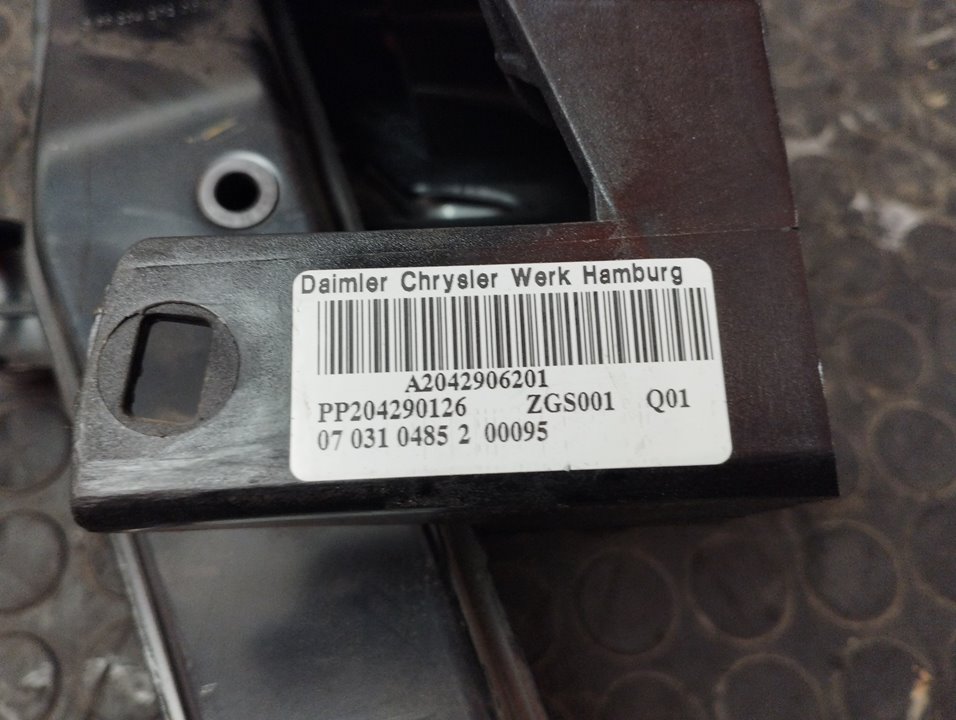 Daimler Chrysler Werk Hamburg
A2042906201
PP204290126 ZGS001 Q01
07 031 0485 2 00095